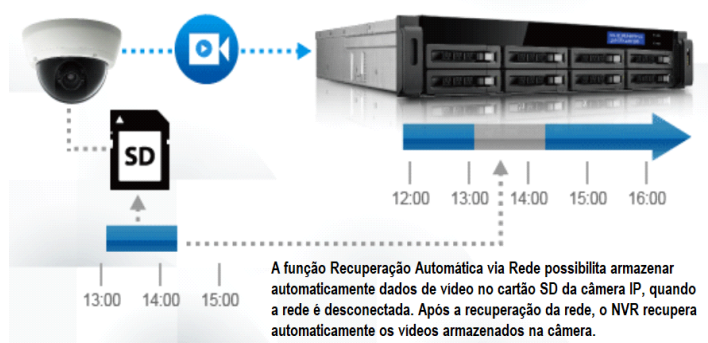 SD
12:00 13:00 14:00 15:00 16:00
13:00 14:00 15:00
A função Recuperação Automática via Rede possibilita armazenar
automaticamente dados de vídeo no cartão SD da câmera IP, quando
a rede é desconectada. Após a recuperação da rede, o NVR recupera
automaticamente os vídeos armazenados na câmera.